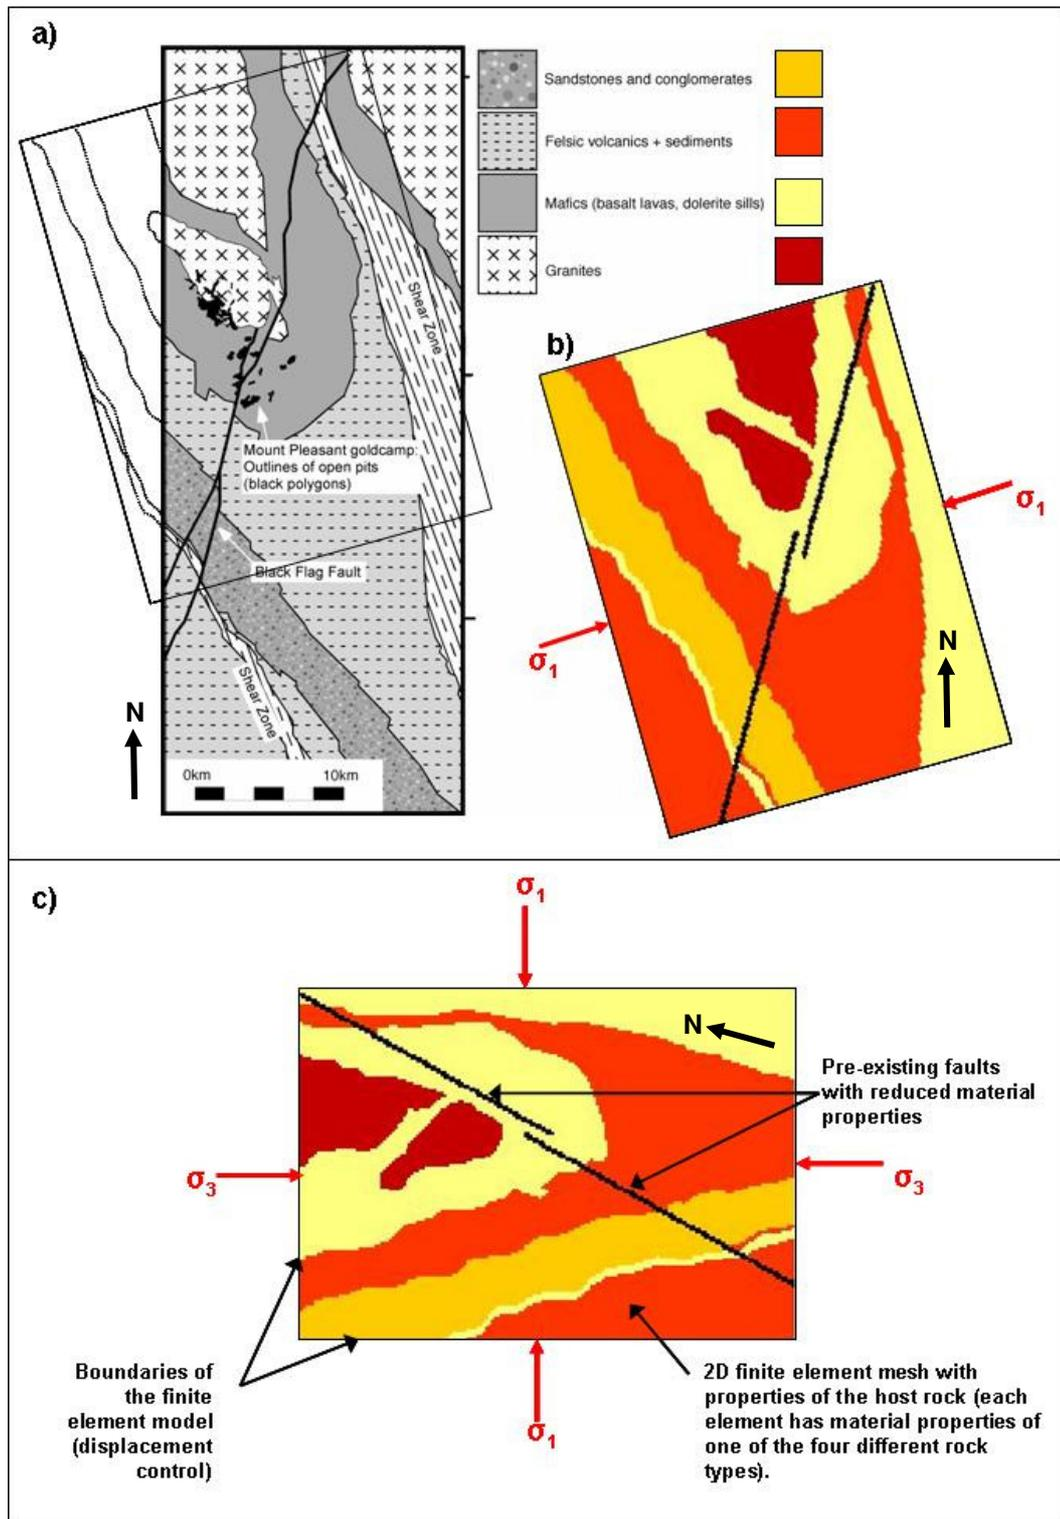 a)
Sandstones and conglomerates
Felsic volcanics + sediments
Mafics (basalt lavas, dolerite sills)
Granites
Shear Zone
Mount Pleasant goldcamp:
Outlines of open pits
(black polygons)
Black Flag Fault
Shear Zone
N
0km 10km
b)
σ1
σ1
N
c)
σ1
N
Pre-existing faults
with reduced material
properties
σ3
σ3
Boundaries of
the finite
element model
(displacement
control)
σ1
2D finite element mesh with
properties of the host rock (each
element has material properties of
one of the four different rock
types).